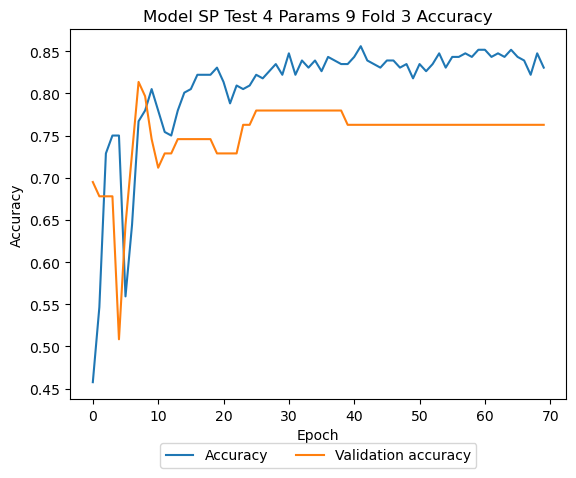 Model SP Test 4 Params 9 Fold 3 Accuracy
0.85
0.80
0.75
0.70
0.65
0.60
0.55
0.50
0.45
Accuracy
0 10 20 30 40 50 60 70
Epoch
Accuracy Validation accuracy